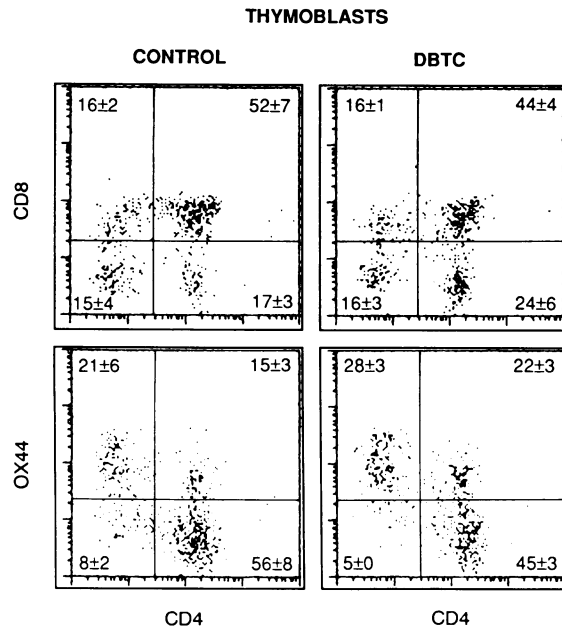 THYMOBLASTS
CONTROL DBTC
CD8
16±2 52±7 16±1 44±4
15±4 17±3 16±3 24±6
OX44
21±6 15±3 28±3 22±3
8±2 56±8 5±0 45±3
CD4 CD4